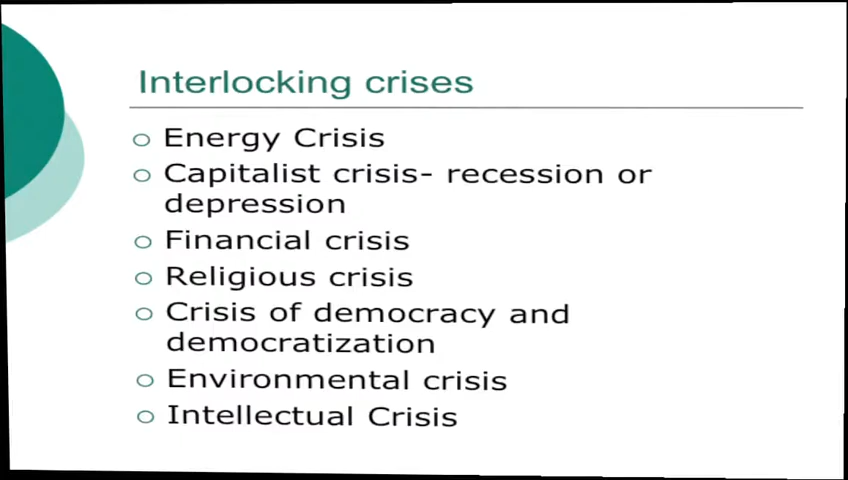 Interlocking crises
Energy Crisis
Capitalist crisis- recession or
depression
Financial crisis
Religious crisis
Crisis of democracy and
democratization
Environmental crisis
Intellectual Crisis